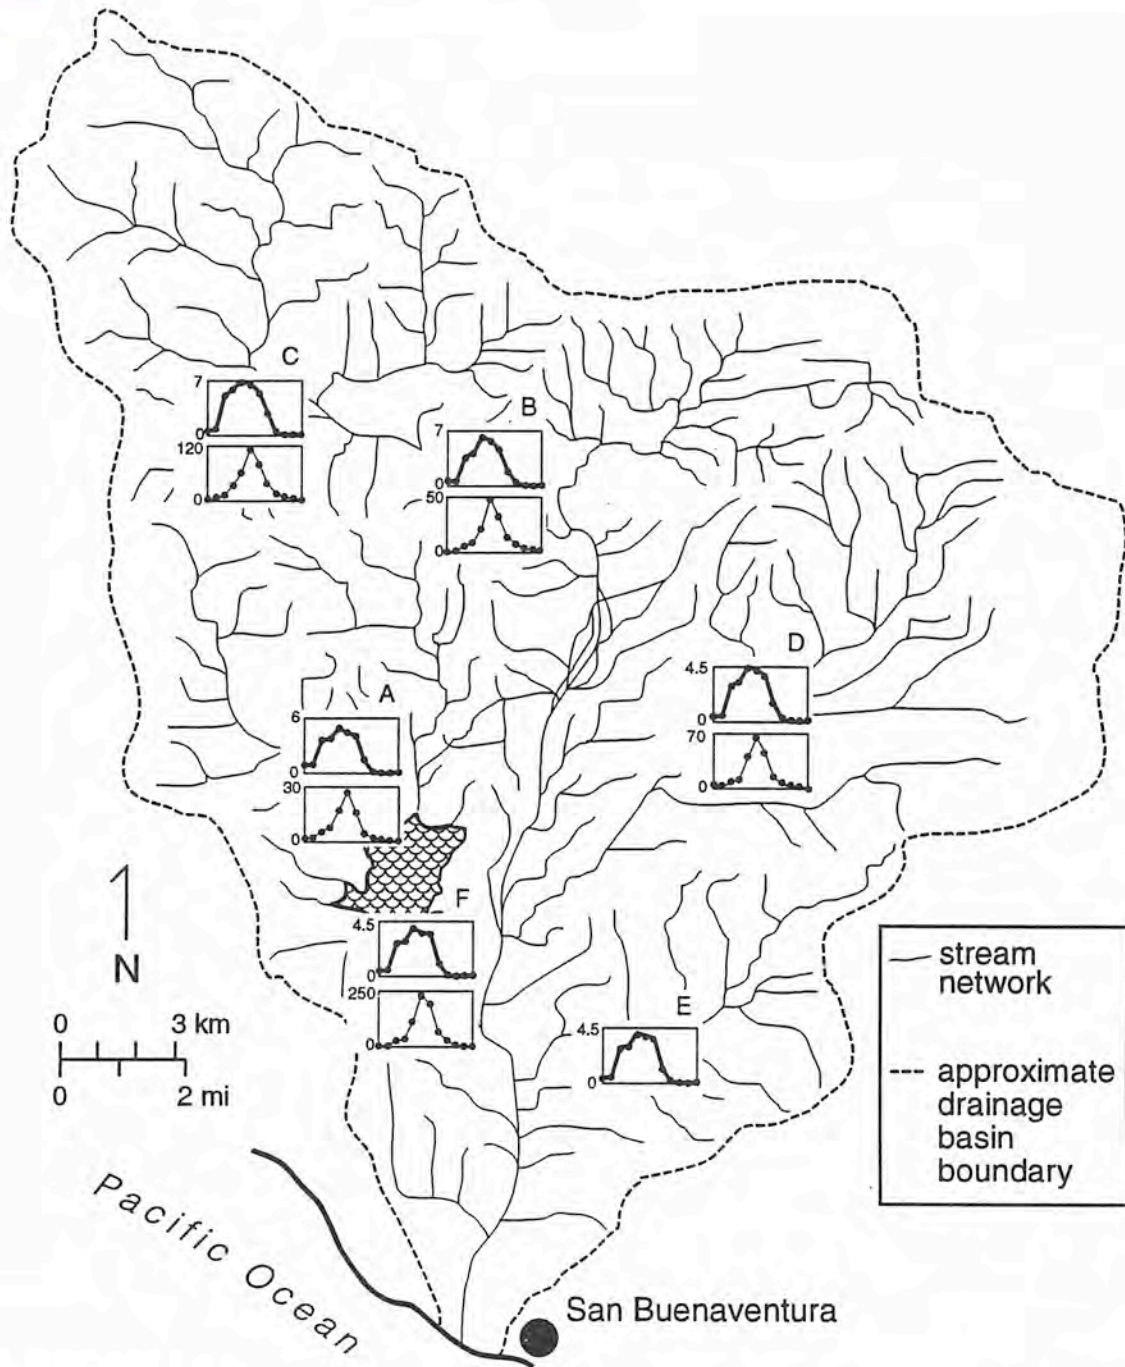 C
7
0
120
0
B
7
0
50
0
D
4.5
0
70
0
A
6
0
30
0
F
4.5
0
250
0
E
4.5
0
N
0 3 km
0 2 mi
stream
network
approximate
drainage
basin
boundary
Pacific Ocean
San Buenaventura